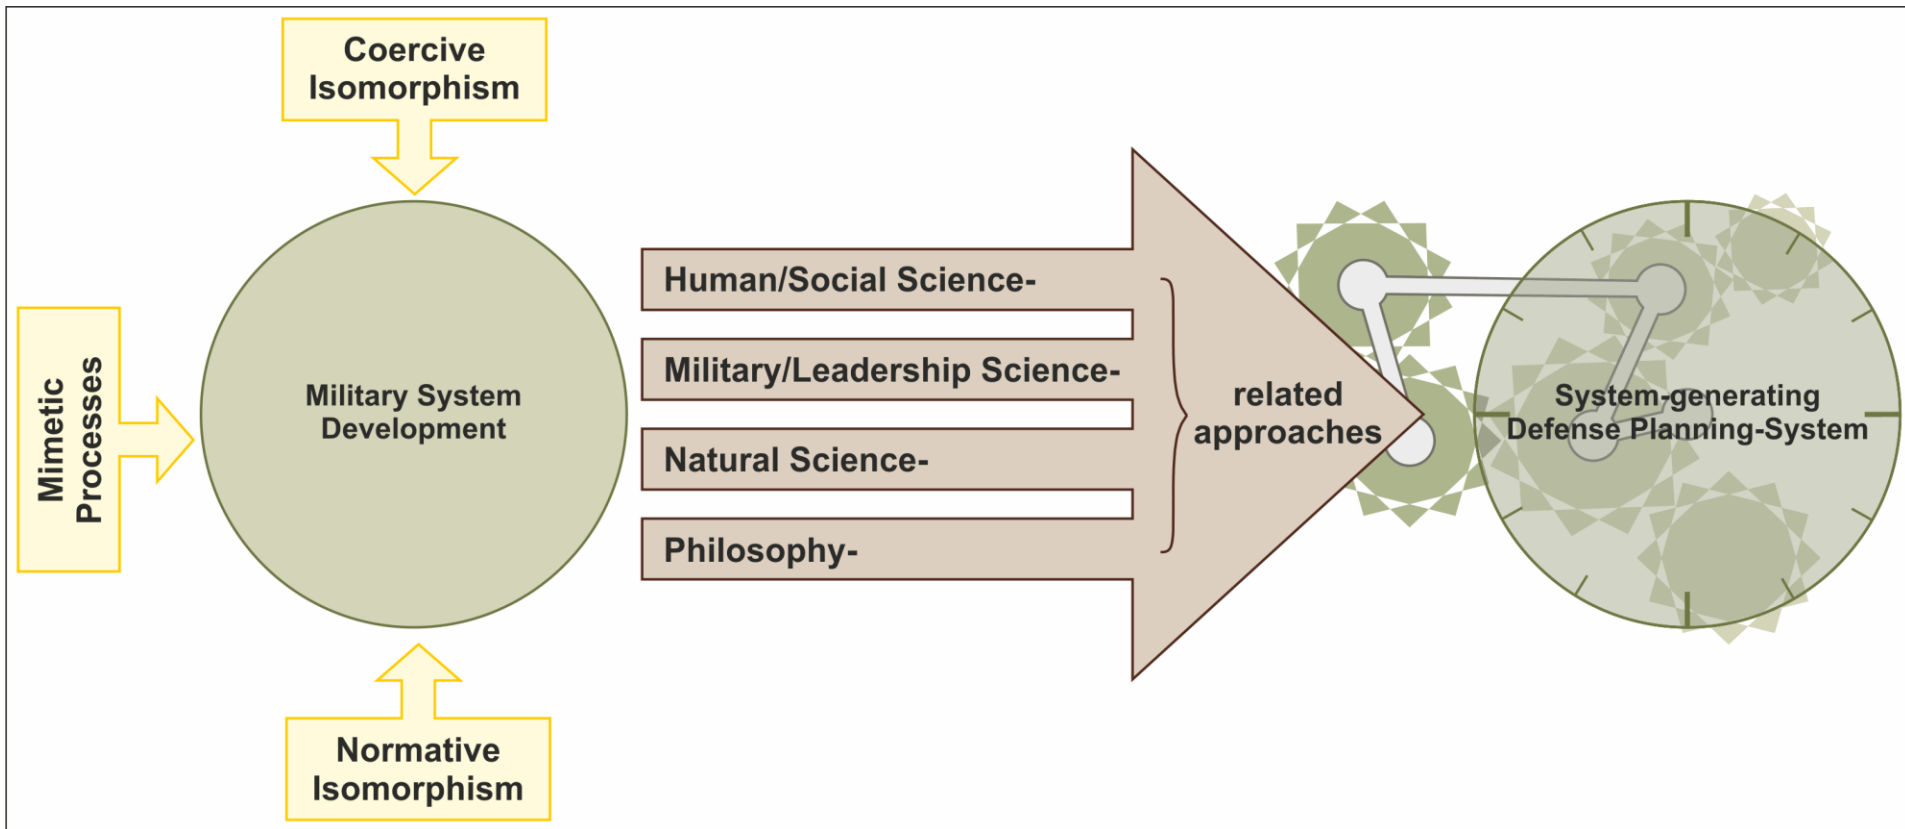 Coercive
Isomorphism
Mimetic
Processes
Military System
Development
Normative
Isomorphism
Human/Social Science-
Military/Leadership Science-
Natural Science-
Philosophy-
related
approaches
System-generating
Defense Planning-System